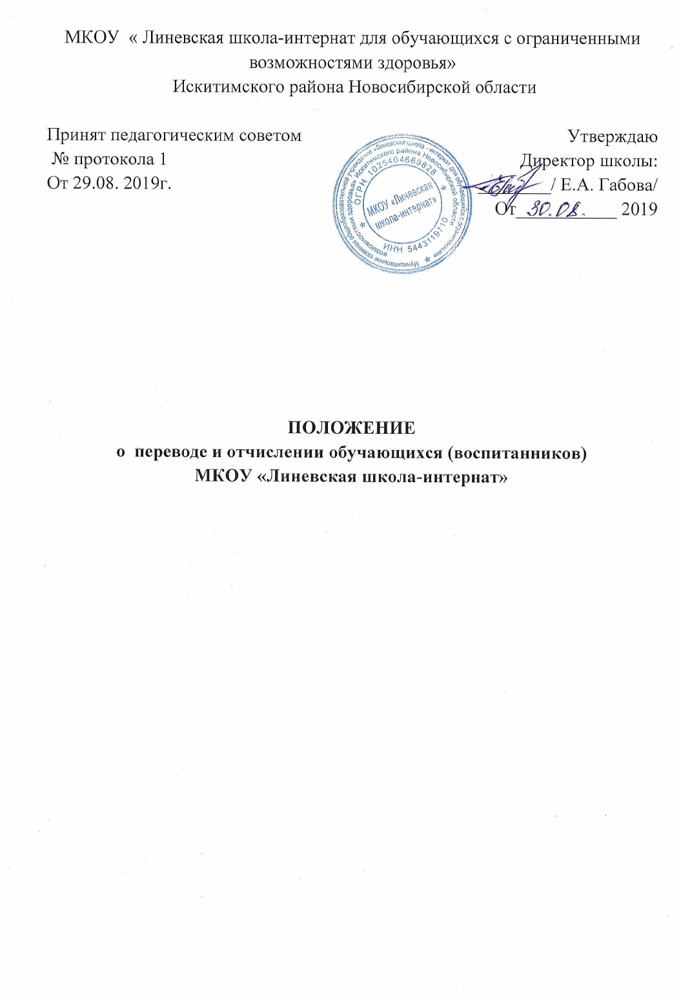 МКОУ « Линевская школа-интернат для обучающихся с ограниченными
возможностями здоровья»
Искитимского района Новосибирской области
Принят педагогическим советом
№ протокола 1
От 29.08. 2019г.
Муниципальное казенное общеобразовательное учреждение «Линевская школа - интернат для обучающихся с ограниченными
возможностями здоровья» Искитимского района Новосибирской области
ОГРН 1025404669828
ИНН 5443119710
МКОУ «Линевская
школа-интернат»
Утверждаю
Директор школы:
/ Е.А. Габова/
От 30.08. 2019
ПОЛОЖЕНИЕ
о переводе и отчислении обучающихся (воспитанников)
МКОУ «Линевская школа-интернат»